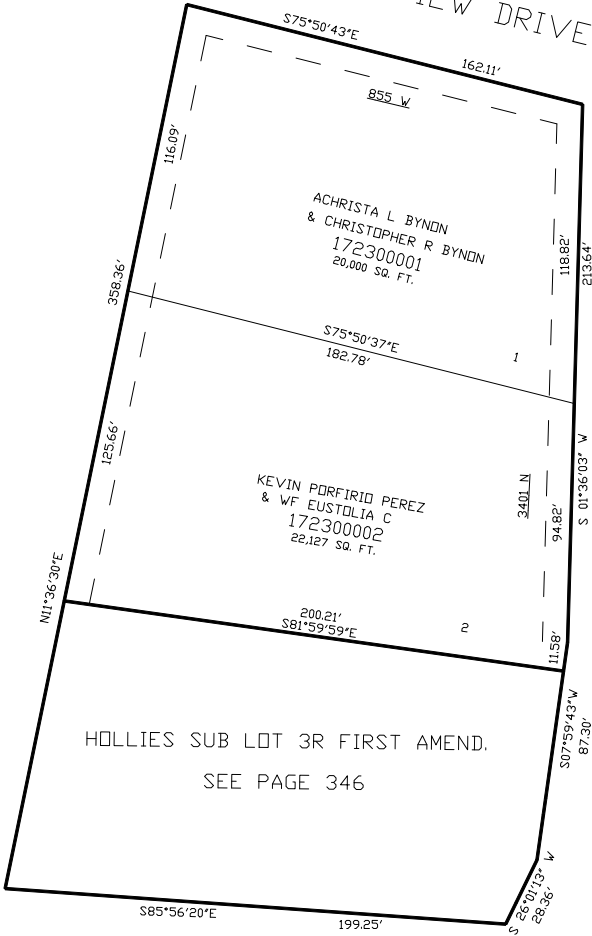 DRIVE
S75°50'43"E
162.11'
855 W
116.09'
ACHRISTA L BYNON
& CHRISTOPHER R BYNON
172300001
20,000 SQ. FT.
118.82'
213.64'
358.36'
S75°50'37"E
182.78'
1
125.66'
KEVIN PORFIRIO PEREZ
& WF EUSTOLIA C
172300002
22,127 SQ. FT.
3401 N
94.82'
S 01°36'03" W
N11°36'30"E
200.21'
S81°59'59"E
2
11.58'
S07°59'43"W
87.30'
HOLLIES SUB LOT 3R FIRST AMEND.
SEE PAGE 346
S 26°01'13" W
28.36'
S85°56'20"E
199.25'